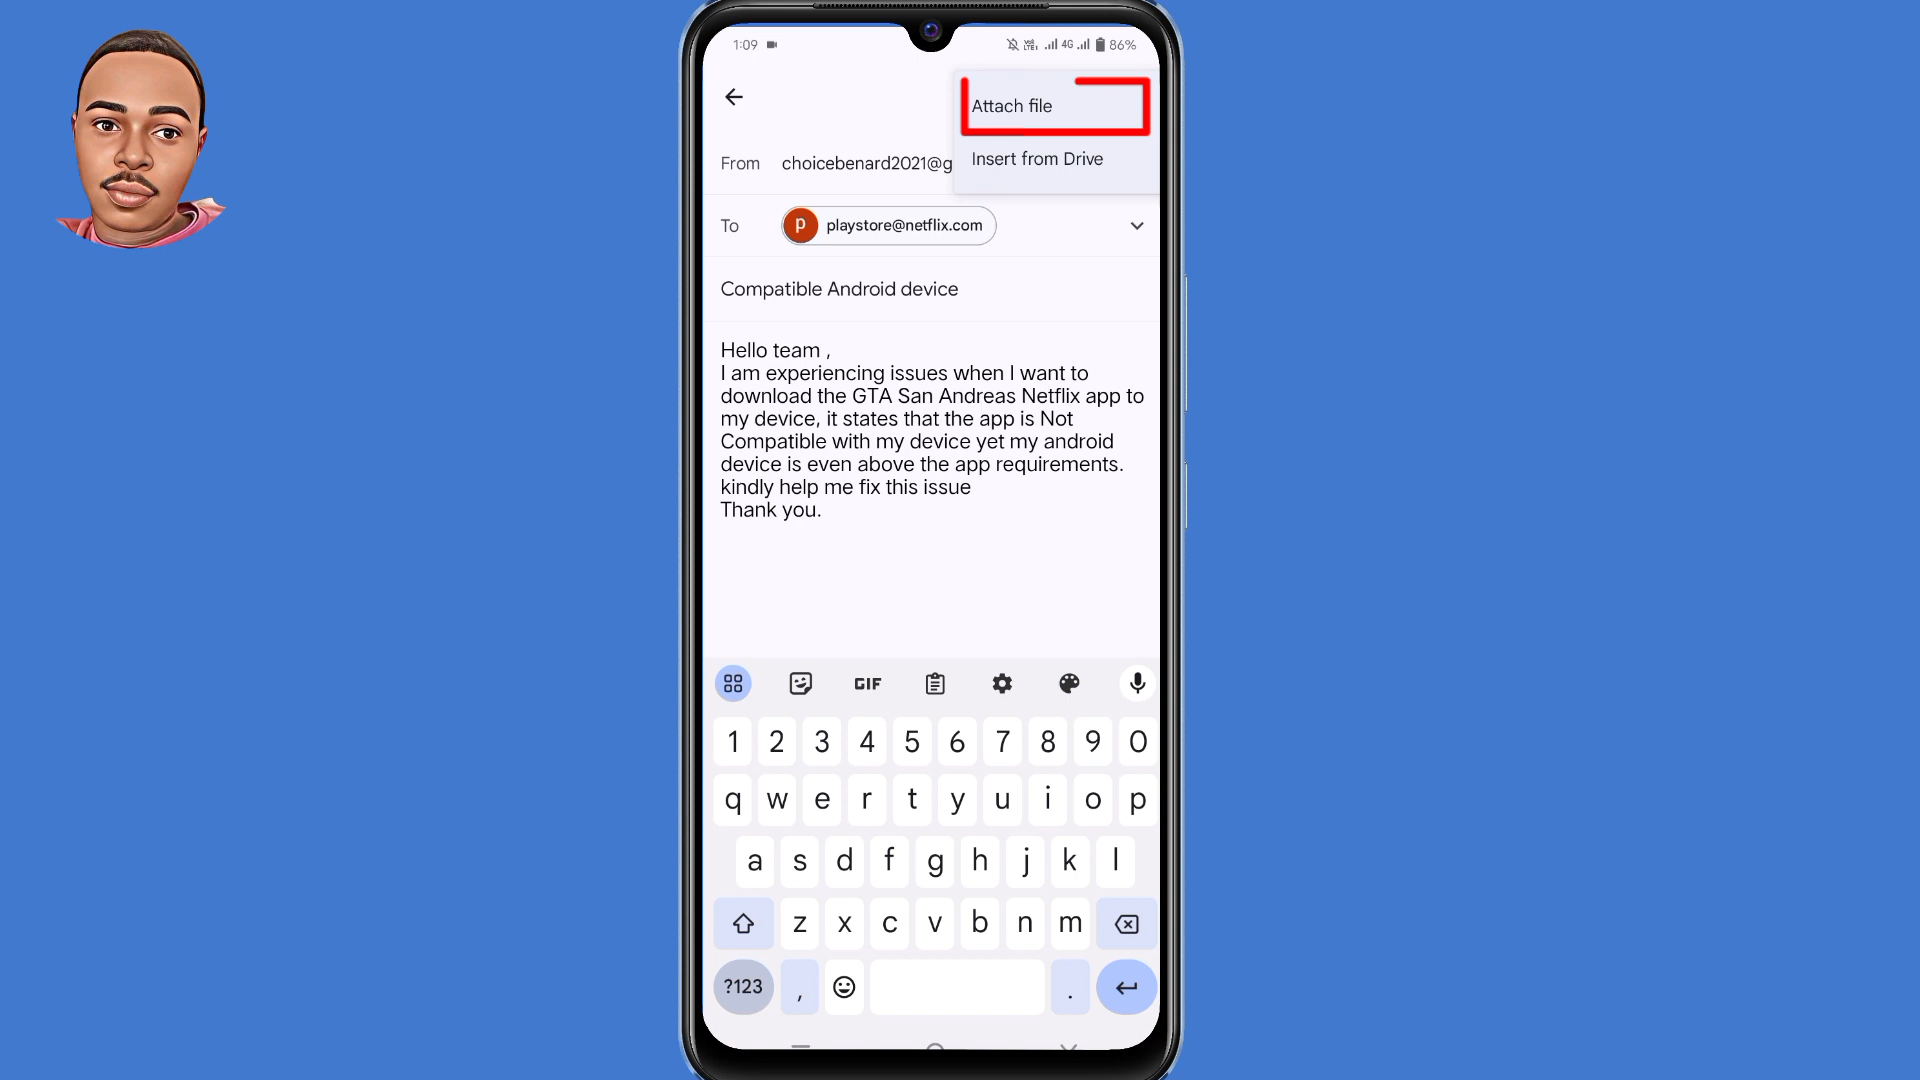 1:09
4G
86%
Attach file
From choicebenard2021@g
Insert from Drive
To
p playstore@netflix.com
Compatible Android device
Hello team ,
I am experiencing issues when I want to
download the GTA San Andreas Netflix app to
my device, it states that the app is Not
Compatible with my device yet my android
device is even above the app requirements.
kindly help me fix this issue
Thank you.
GIF
1 2 3 4 5 6 7 8 9 0
q w e r t y u i o p
a s d f g h j k l
z x c v b n m
?123 , .